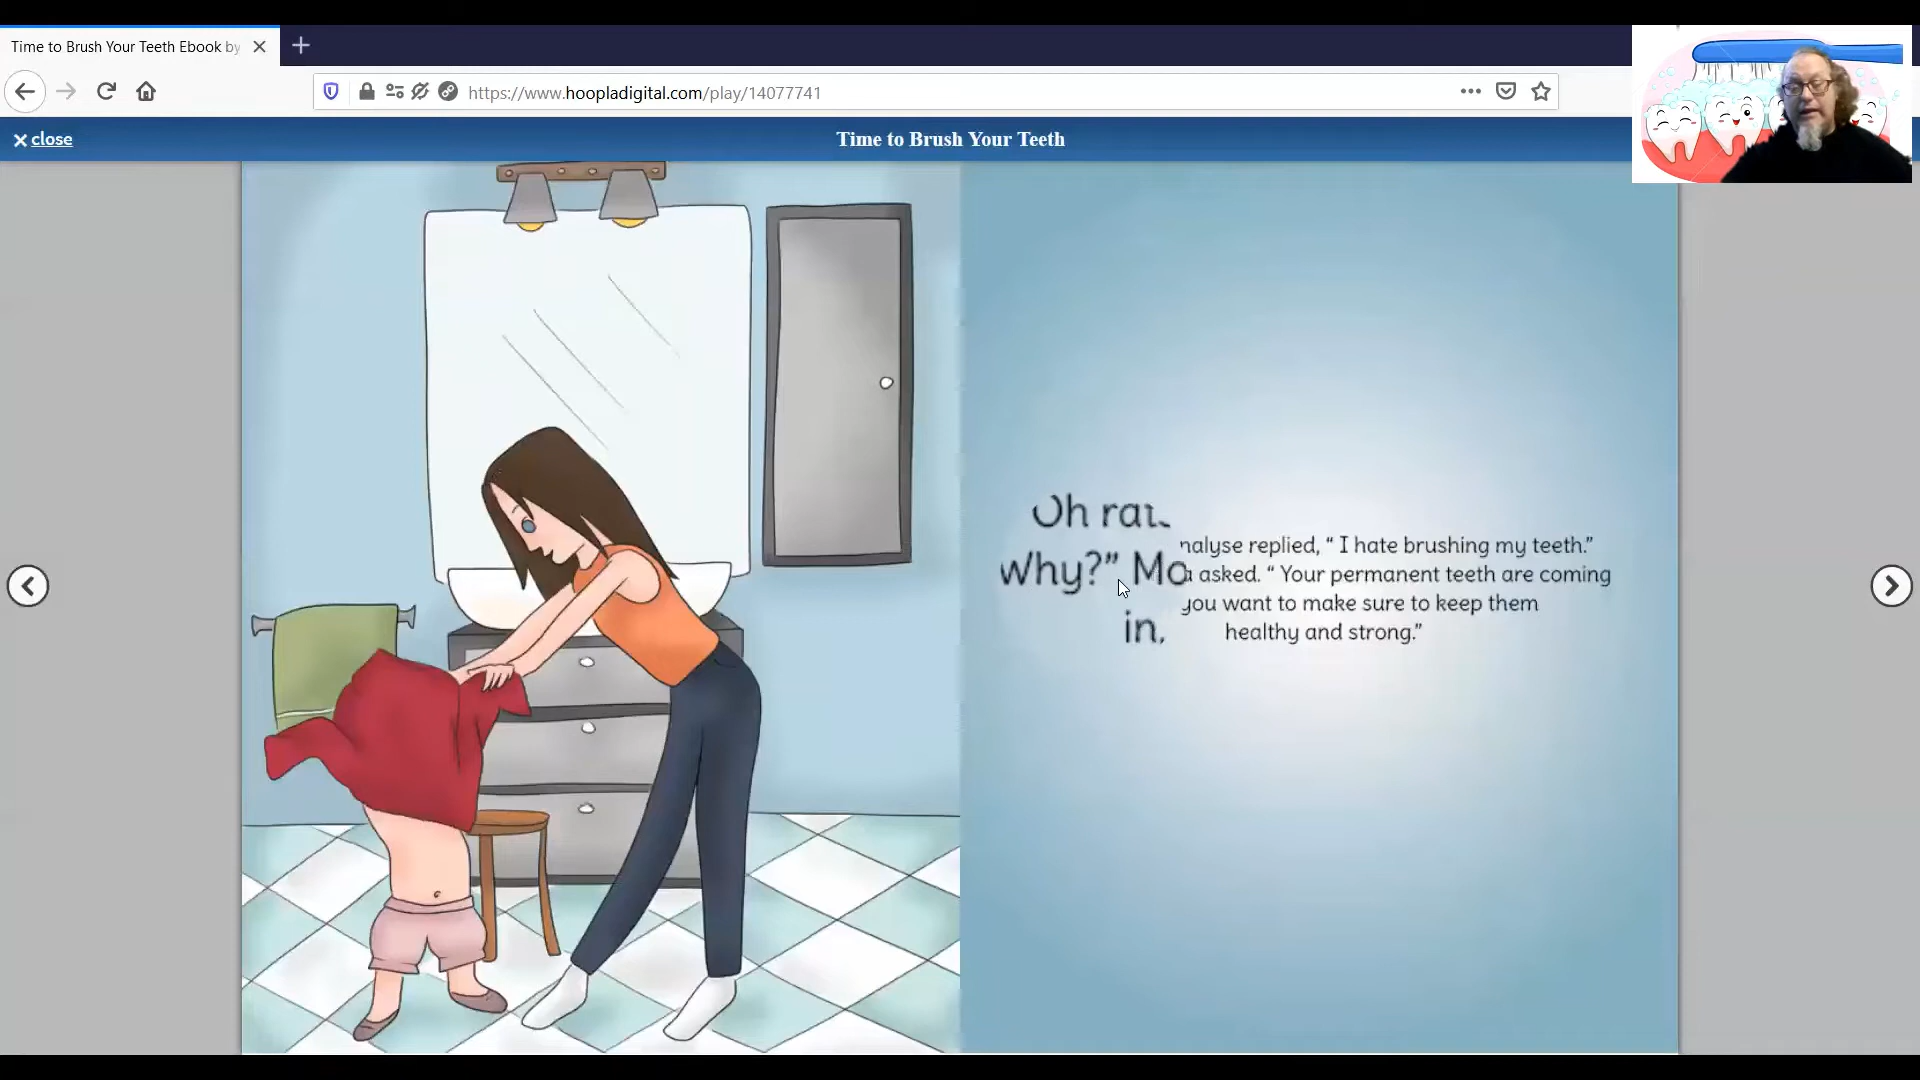 Time to Brush Your Teeth Ebook by
https://www.hoopladigital.com/play/14077741
close
Time to Brush Your Teeth
Oh replied, “ I hate brushing my teeth.”
Why?” asked. “ Your permanent teeth are coming
in, you want to make sure to keep them
healthy and strong.”